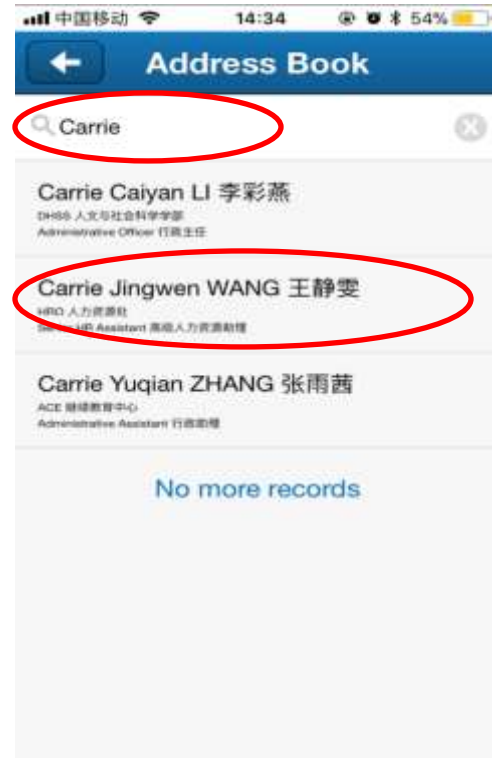 中国移动 14:34 54%
Address Book
Carrie
Carrie Caiyan LI 李彩燕
DHSS 人文与社会科学学部
Administrative Officer 行政主任
Carrie Jingwen WANG 王静雯
HRO 人力资源处
Senior HR Assistant 高级人力资源助理
Carrie Yuqian ZHANG 张雨茜
ACE 继续教育中心
Administrative Assistant 行政助理
No more records